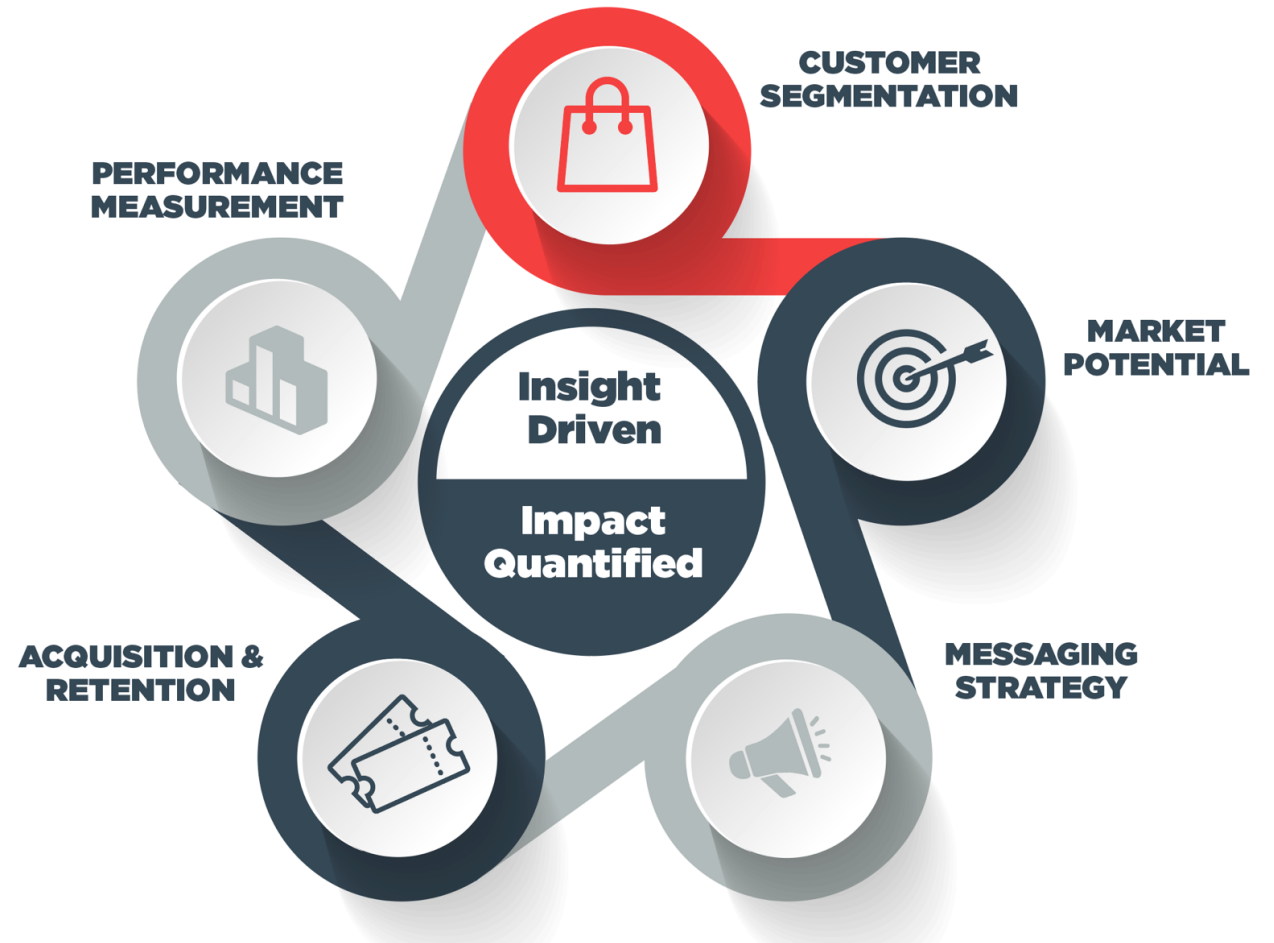 CUSTOMER
SEGMENTATION
PERFORMANCE
MEASUREMENT
MARKET
POTENTIAL
Insight
Driven
Impact
Quantified
ACQUISITION &
RETENTION
MESSAGING
STRATEGY